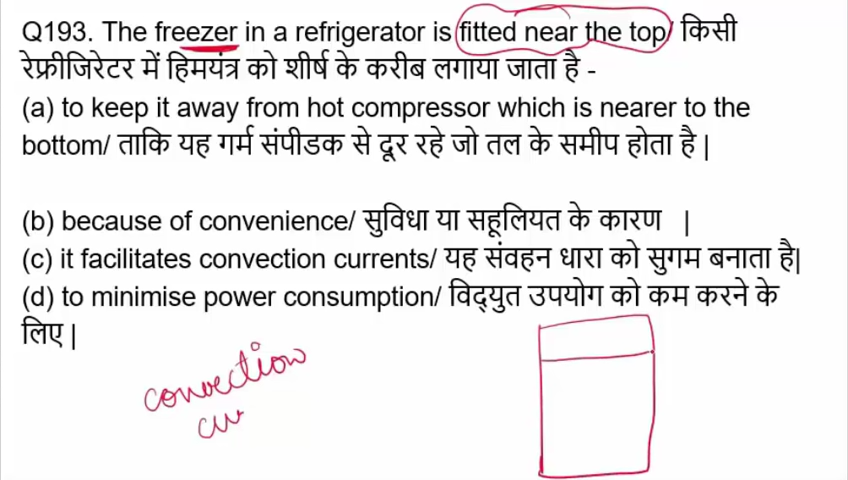 Q193. The freezer in a refrigerator is fitted near the top/ किसी
रेफ्रीजिरेटर में हिमयंत्र को शीर्ष के करीब लगाया जाता है -
(a) to keep it away from hot compressor which is nearer to the
bottom/ ताकि यह गर्म संपीडक से दूर रहे जो तल के समीप होता है |
(b) because of convenience/ सुविधा या सहूलियत के कारण |
(c) it facilitates convection currents/ यह संवहन धारा को सुगम बनाता है|
(d) to minimise power consumption/ विद्युत उपयोग को कम करने के
लिए |
convection